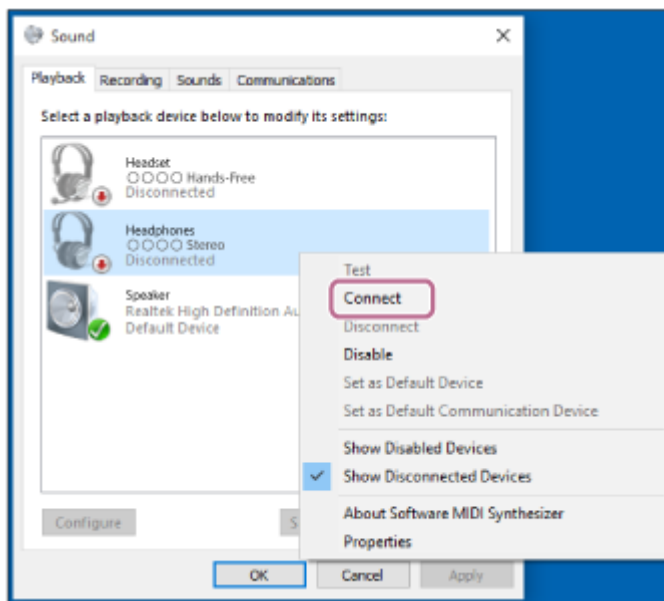 Sound
Playback Recording Sounds Communications
Select a playback device below to modify its settings:
Headset
○○○○ Hands-Free
Disconnected
Headphones
○○○○ Stereo
Disconnected
Speaker
Realtek High Definition Au
Default Device
Test
Connect
Disconnect
Disable
Set as Default Device
Set as Default Communication Device
Show Disabled Devices
Show Disconnected Devices
About Software MIDI Synthesizer
Properties
Configure S
OK Cancel Apply